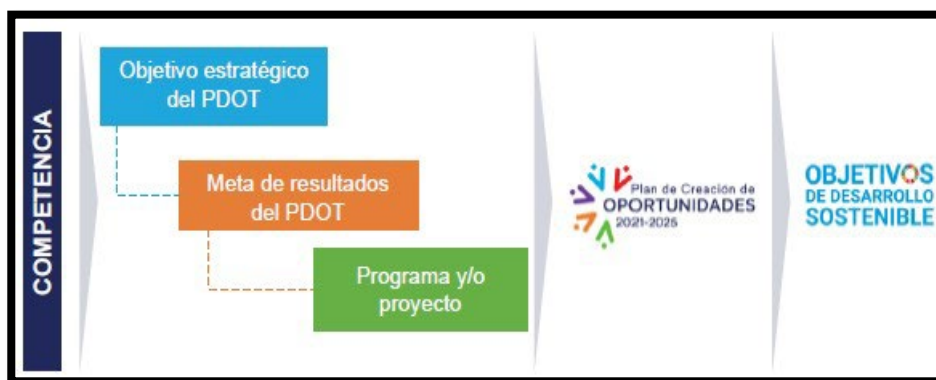 COMPETENCIA
Objetivo estratégico
del PDOT
Meta de resultados
del PDOT
Programa y/o
proyecto
Plan de Creación de
OPORTUNIDADES
2021-2025
OBJETIVOS
DE DESARROLLO
SOSTENIBLE